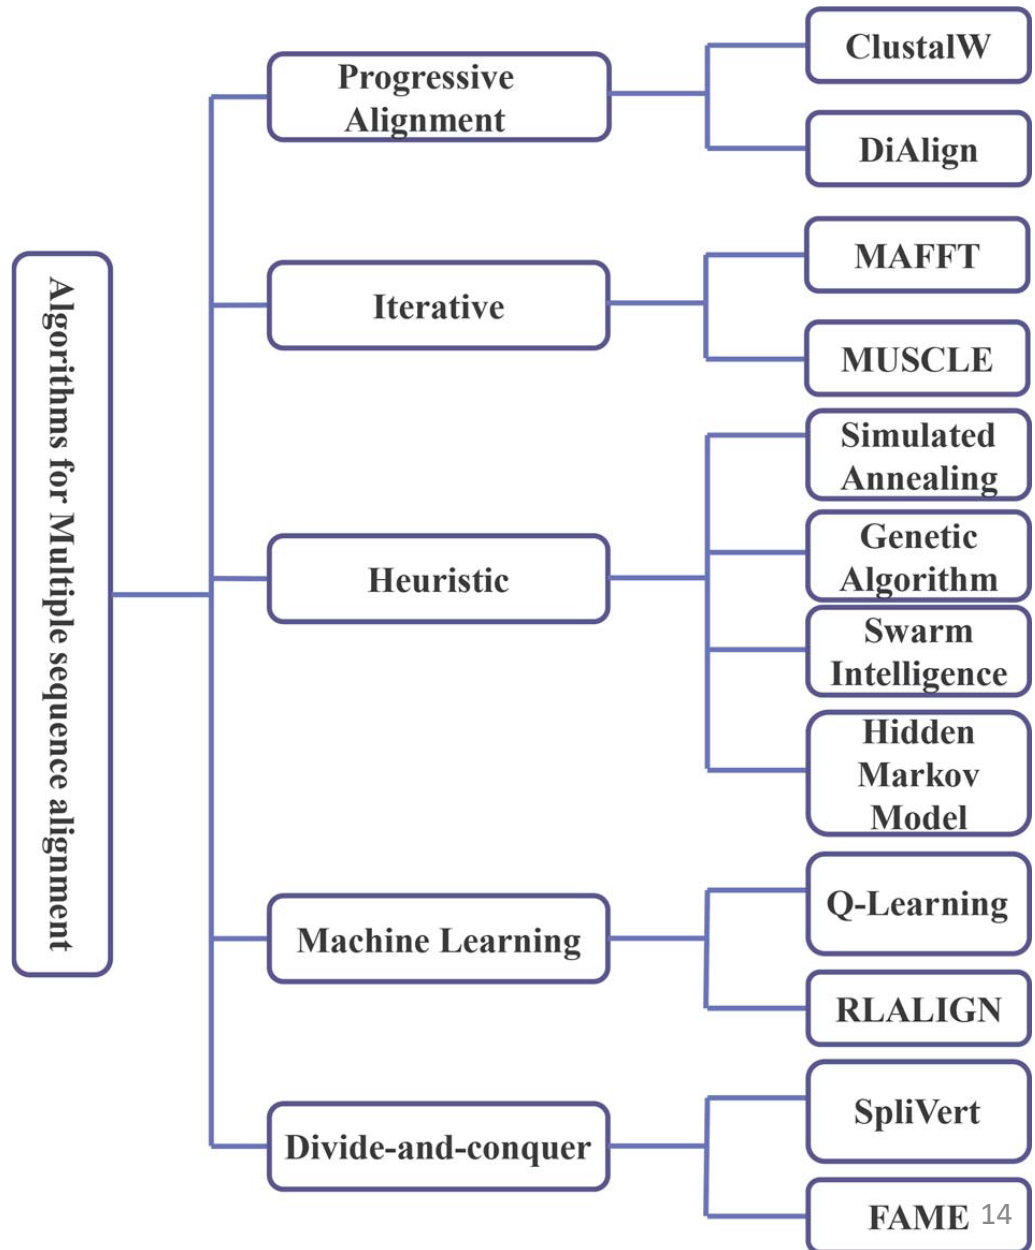 Algorithms for Multiple sequence alignment
Progressive
Alignment
ClustalW
DiAlign
Iterative
MAFFT
MUSCLE
Heuristic
Simulated
Annealing
Genetic
Algorithm
Swarm
Intelligence
Hidden
Markov
Model
Machine Learning
Q-Learning
RLALIGN
Divide-and-conquer
SpliVert
FAME
14